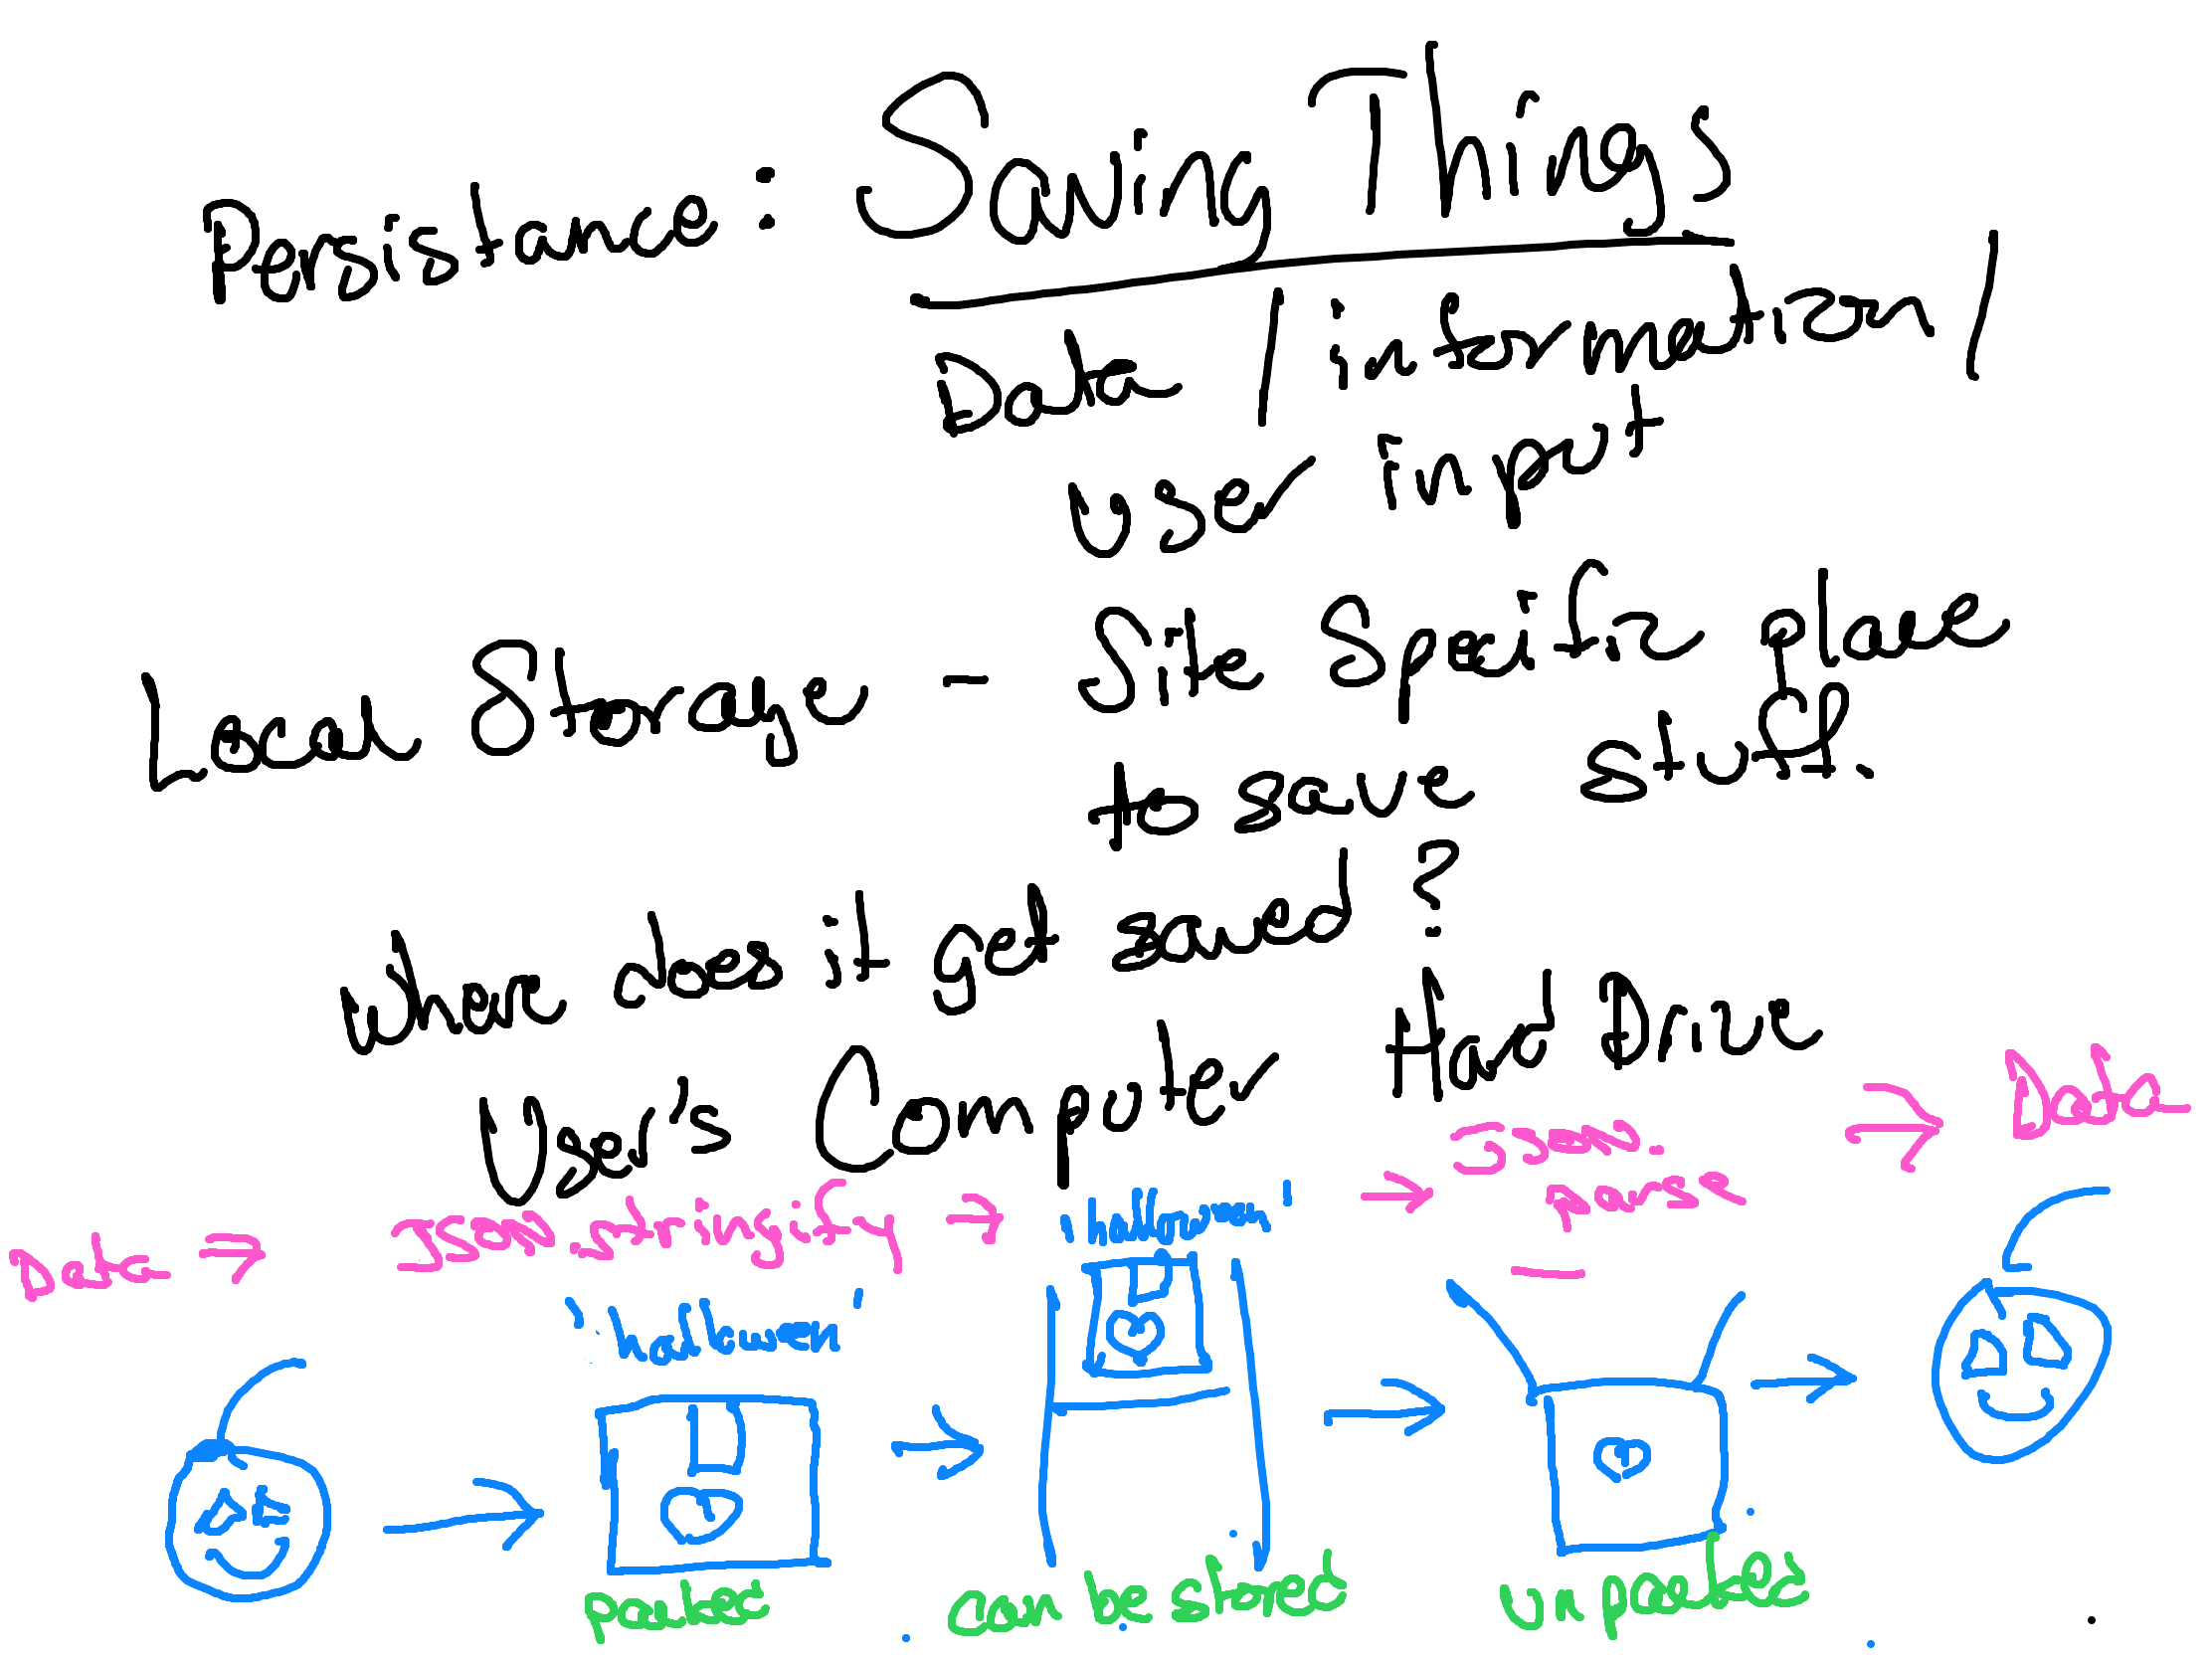 Persistance: Saving Things
Data / information /
user input
Local Storage - Site Specific place
to save stuff.
where does it get saved?
User's Computer Hard Drive
Data → JSON.stringify → "halloween" → JSON.parse → Data
"halloween"
packed can be stored unpacked